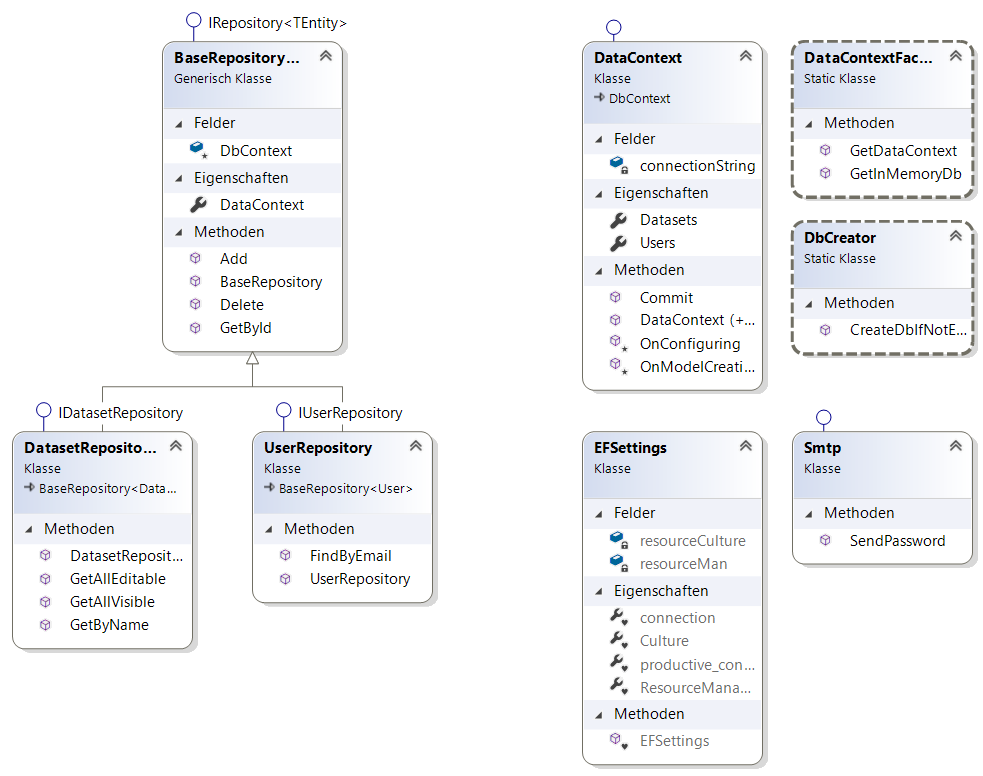 IRepository<TEntity>
BaseRepository...
Generisch Klasse
Felder
DbContext
Eigenschaften
DataContext
Methoden
Add
BaseRepository
Delete
GetById
IDatasetRepository
DatasetReposito...
Klasse
BaseRepository<Data...
Methoden
DatasetReposit...
GetAllEditable
GetAllVisible
GetByName
IUserRepository
UserRepository
Klasse
BaseRepository<User>
Methoden
FindByEmail
UserRepository
DataContext
Klasse
DbContext
Felder
connectionString
Eigenschaften
Datasets
Users
Methoden
Commit
DataContext (+...
OnConfiguring
OnModelCreati...
DataContextFac...
Static Klasse
Methoden
GetDataContext
GetInMemoryDb
DbCreator
Static Klasse
Methoden
CreateDbIfNotE...
EFSettings
Klasse
Felder
resourceCulture
resourceMan
Eigenschaften
connection
Culture
productive_con...
ResourceMana...
Methoden
EFSettings
Smtp
Klasse
Methoden
SendPassword